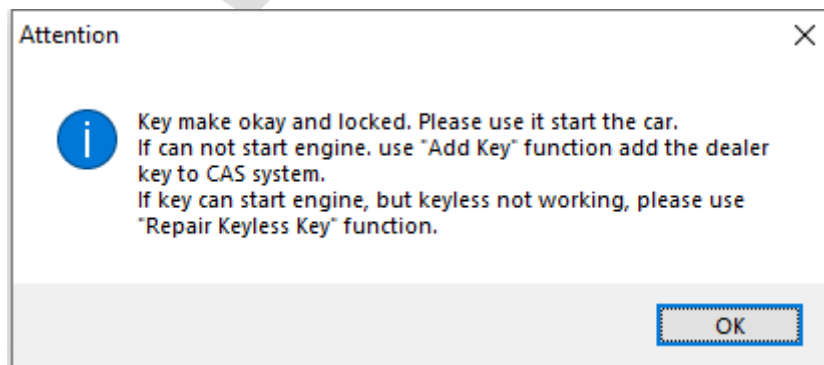 Attention
Key make okay and locked. Please use it start the car.
If can not start engine. use "Add Key" function add the dealer
key to CAS system.
If key can start engine, but keyless not working, please use
"Repair Keyless Key" function.
OK